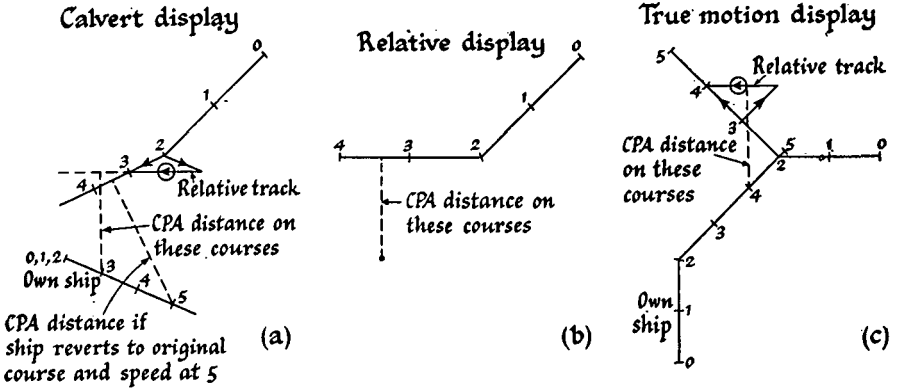 Calvert display
0
1
2
3
4
Relative track
CPA distance on
these courses
0,1,2
Own ship
3
4
5
CPA distance if
ship reverts to original
course and speed at 5
(a)
Relative display
0
1
2
3
4
CPA distance on
these courses
(b)
True motion display
5
Relative track
4
3
CPA distance
on these
courses
5
2
1
0
4
3
2
Own
ship
1
0
(c)